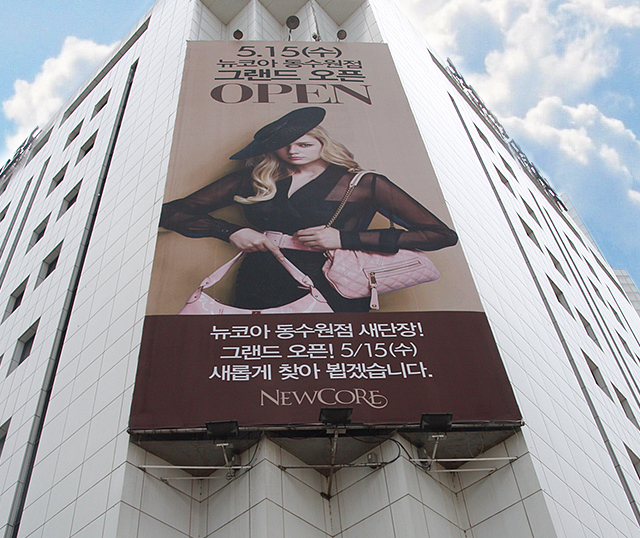 5.15(수)
뉴코아 동수원점
그랜드 오픈
OPEN
뉴코아 동수원점 새단장!
그랜드 오픈! 5/15(수)
새롭게 찾아 뵙겠습니다.
NEWCORE